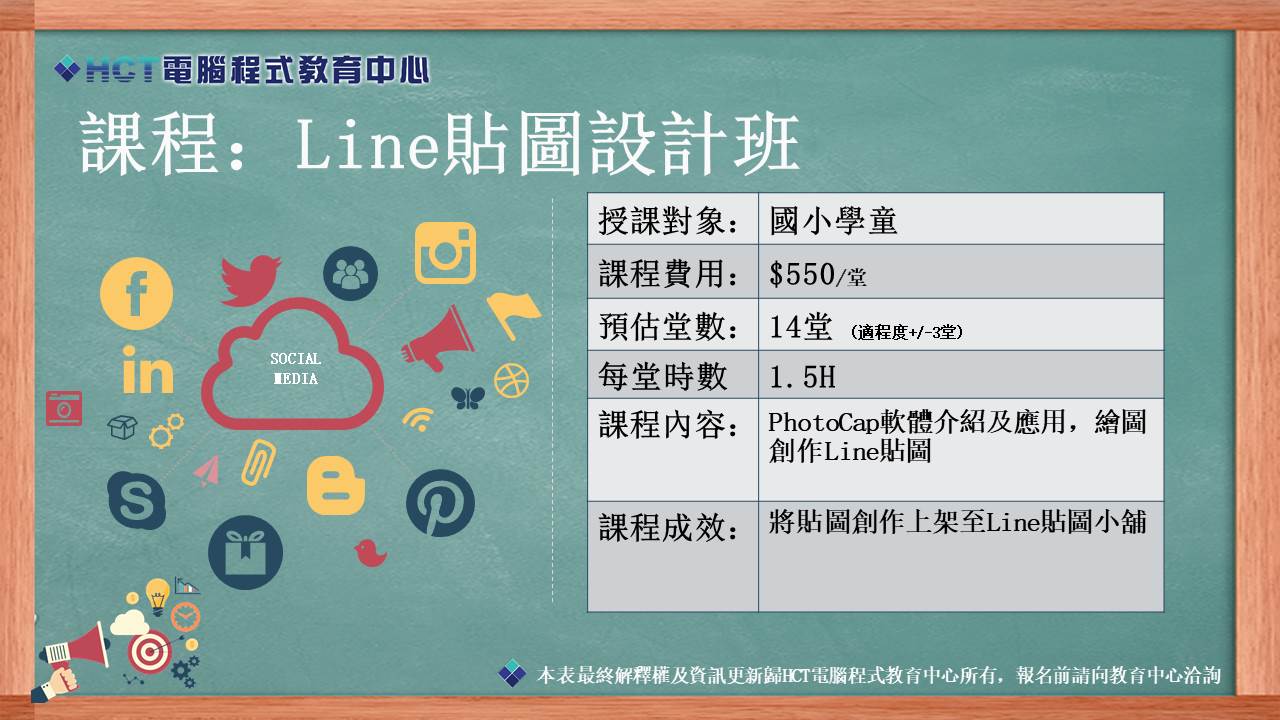 HCT電腦程式教育中心
課程：Line貼圖設計班
授課對象： 國小學童
課程費用： $550/堂
預估堂數： 14堂 (適程度+/-3堂)
每堂時數 1.5H
課程內容： PhotoCap軟體介紹及應用，繪圖
創作Line貼圖
課程成效： 將貼圖創作上架至Line貼圖小舖
SOCIAL
MEDIA
本表最終解釋權及資訊更新歸HCT電腦程式教育中心所有，報名前請向教育中心洽詢